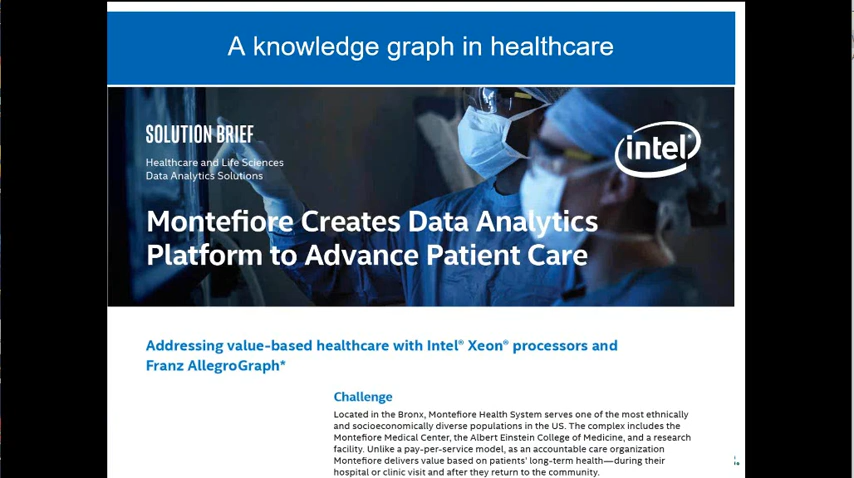 A knowledge graph in healthcare
SOLUTION BRIEF
Healthcare and Life Sciences
Data Analytics Solutions
intel®
Montefiore Creates Data Analytics
Platform to Advance Patient Care
Addressing value-based healthcare with Intel® Xeon® processors and
Franz AllegroGraph*
Challenge
Located in the Bronx, Montefiore Health System serves one of the most ethnically
and socioeconomically diverse populations in the US. The complex includes the
Montefiore Medical Center, the Albert Einstein College of Medicine, and a research
facility. Unlike a pay-per-service model, as an accountable care organization
Montefiore delivers value based on patients' long-term health—during their
hospital or clinic visit and after they return to the community.